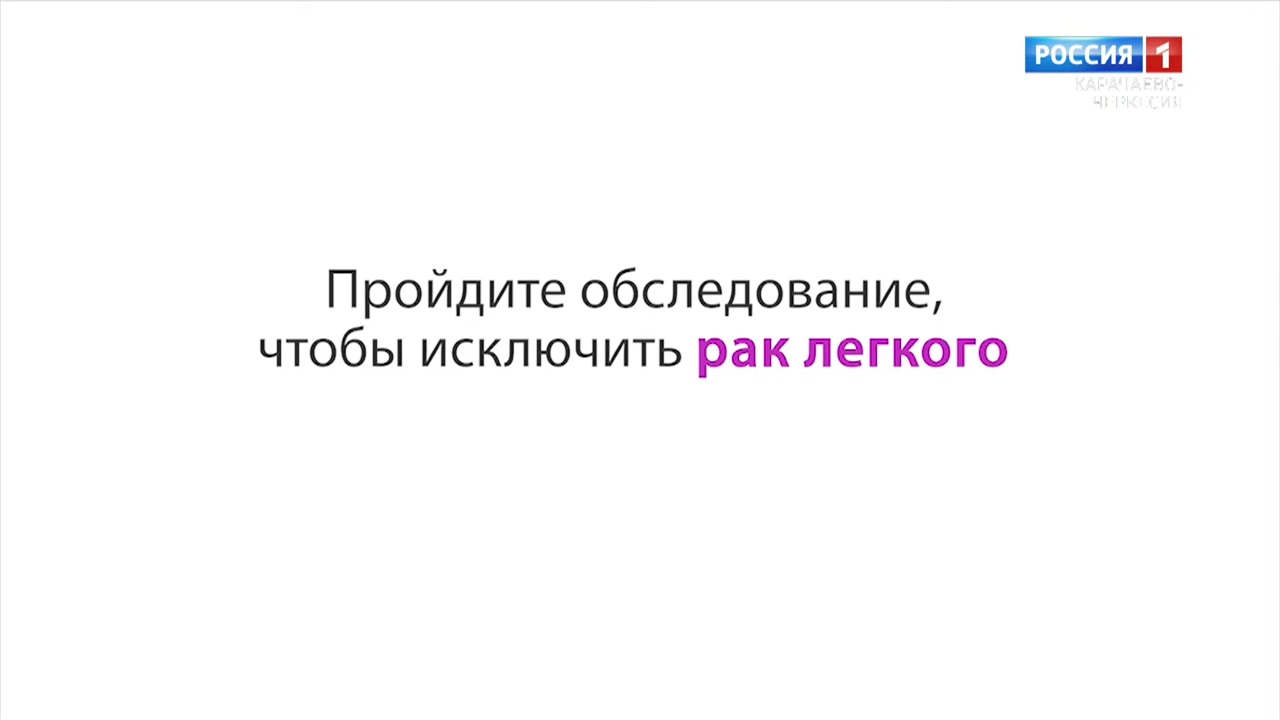 РОССИЯ 1
КАРАЧАЕВО-
ЧЕРКЕСИЯ
Пройдите обследование,
чтобы исключить рак легкого